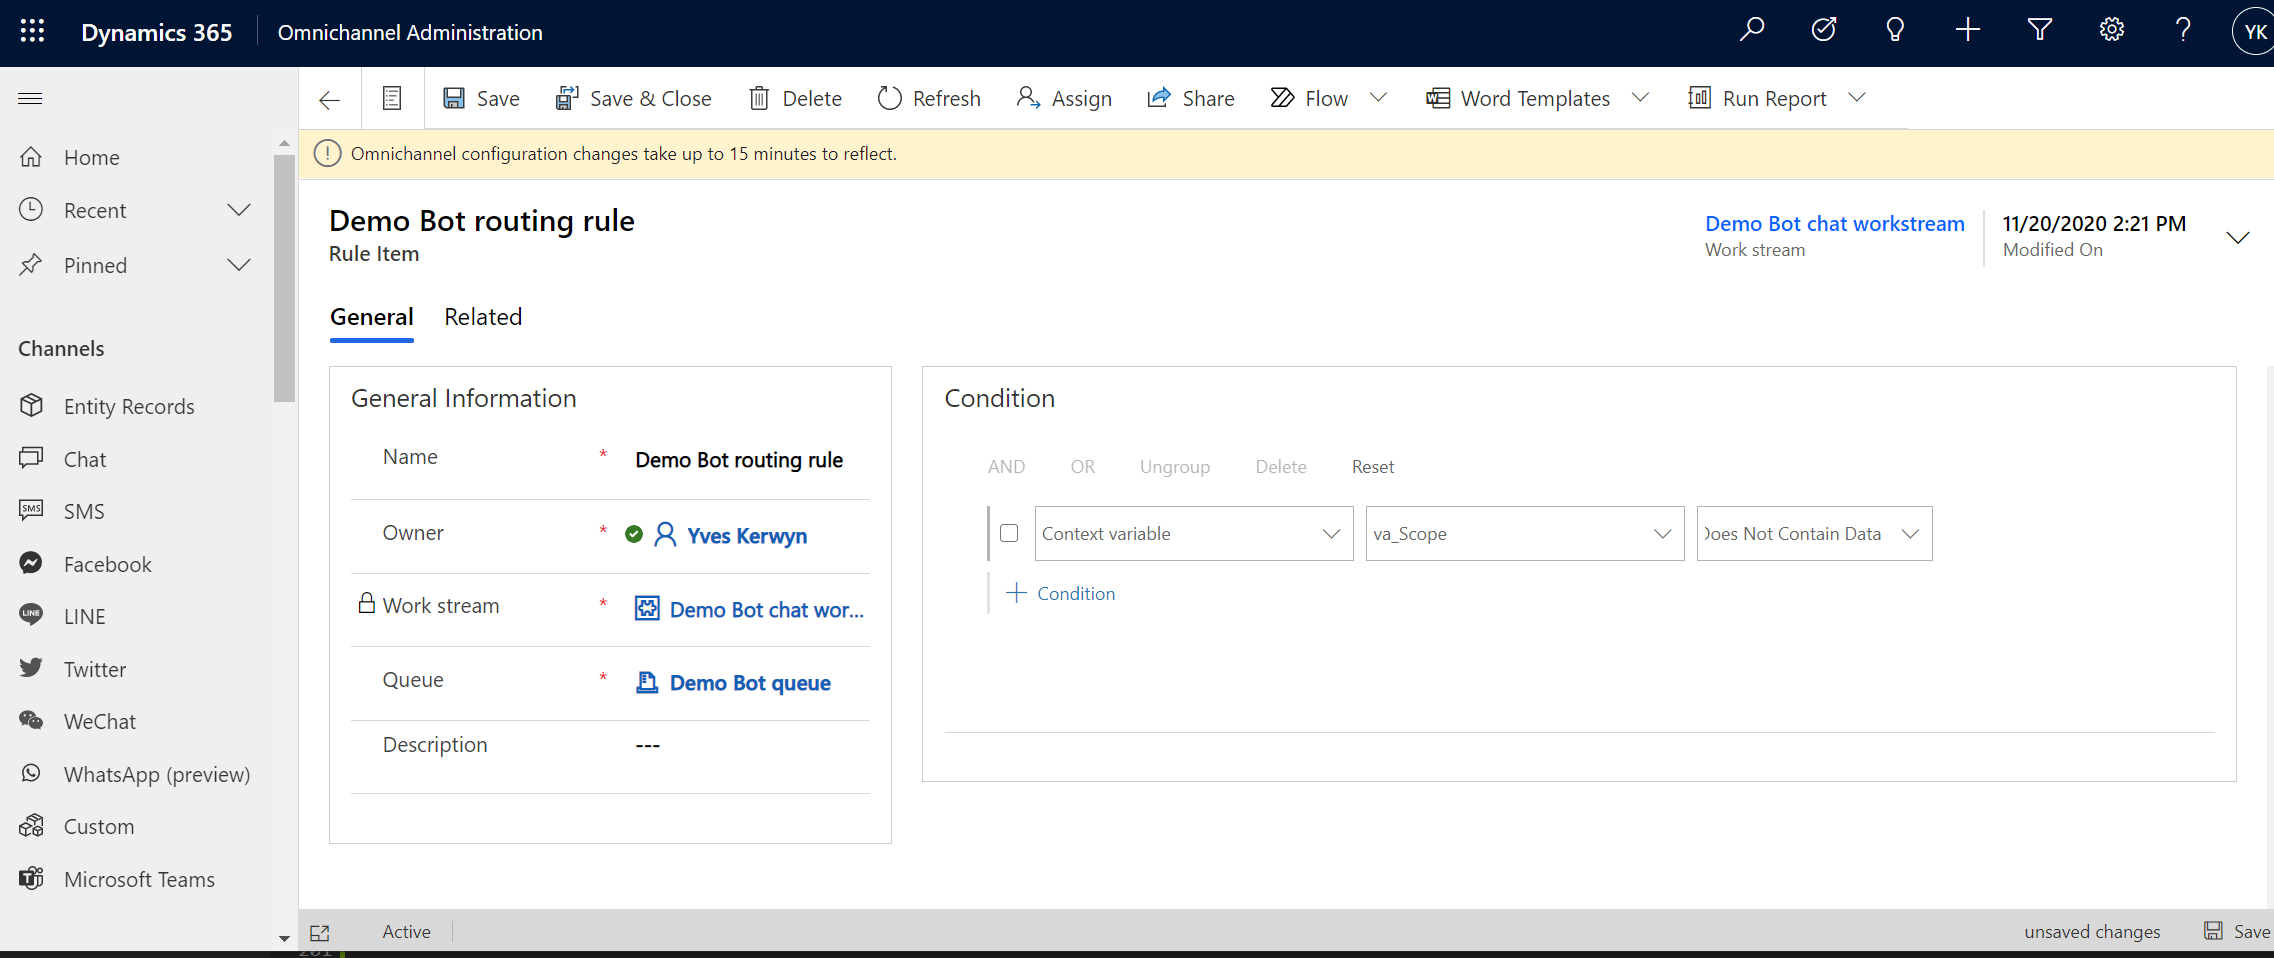 Dynamics 365 Omnichannel Administration YK
Save Save & Close Delete Refresh Assign Share Flow Word Templates Run Report
Omnichannel configuration changes take up to 15 minutes to reflect.
Home
Recent
Pinned
Channels
Entity Records
Chat
SMS SMS
Facebook
LINE LINE
Twitter
WeChat
WhatsApp (preview)
Custom
Microsoft Teams
Demo Bot routing rule
Rule Item
Demo Bot chat workstream
Work stream
11/20/2020 2:21 PM
Modified On
General Related
General Information
Name * Demo Bot routing rule
Owner * Yves Kerwyn
Work stream * Demo Bot chat wor...
Queue * Demo Bot queue
Description ---
Condition
AND OR Ungroup Delete Reset
Context variable va_Scope Does Not Contain Data
Condition
Active unsaved changes Save